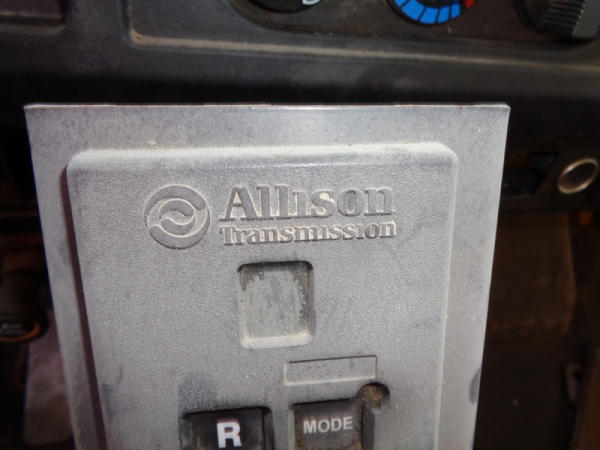 Allison
Transmission
MODE
R